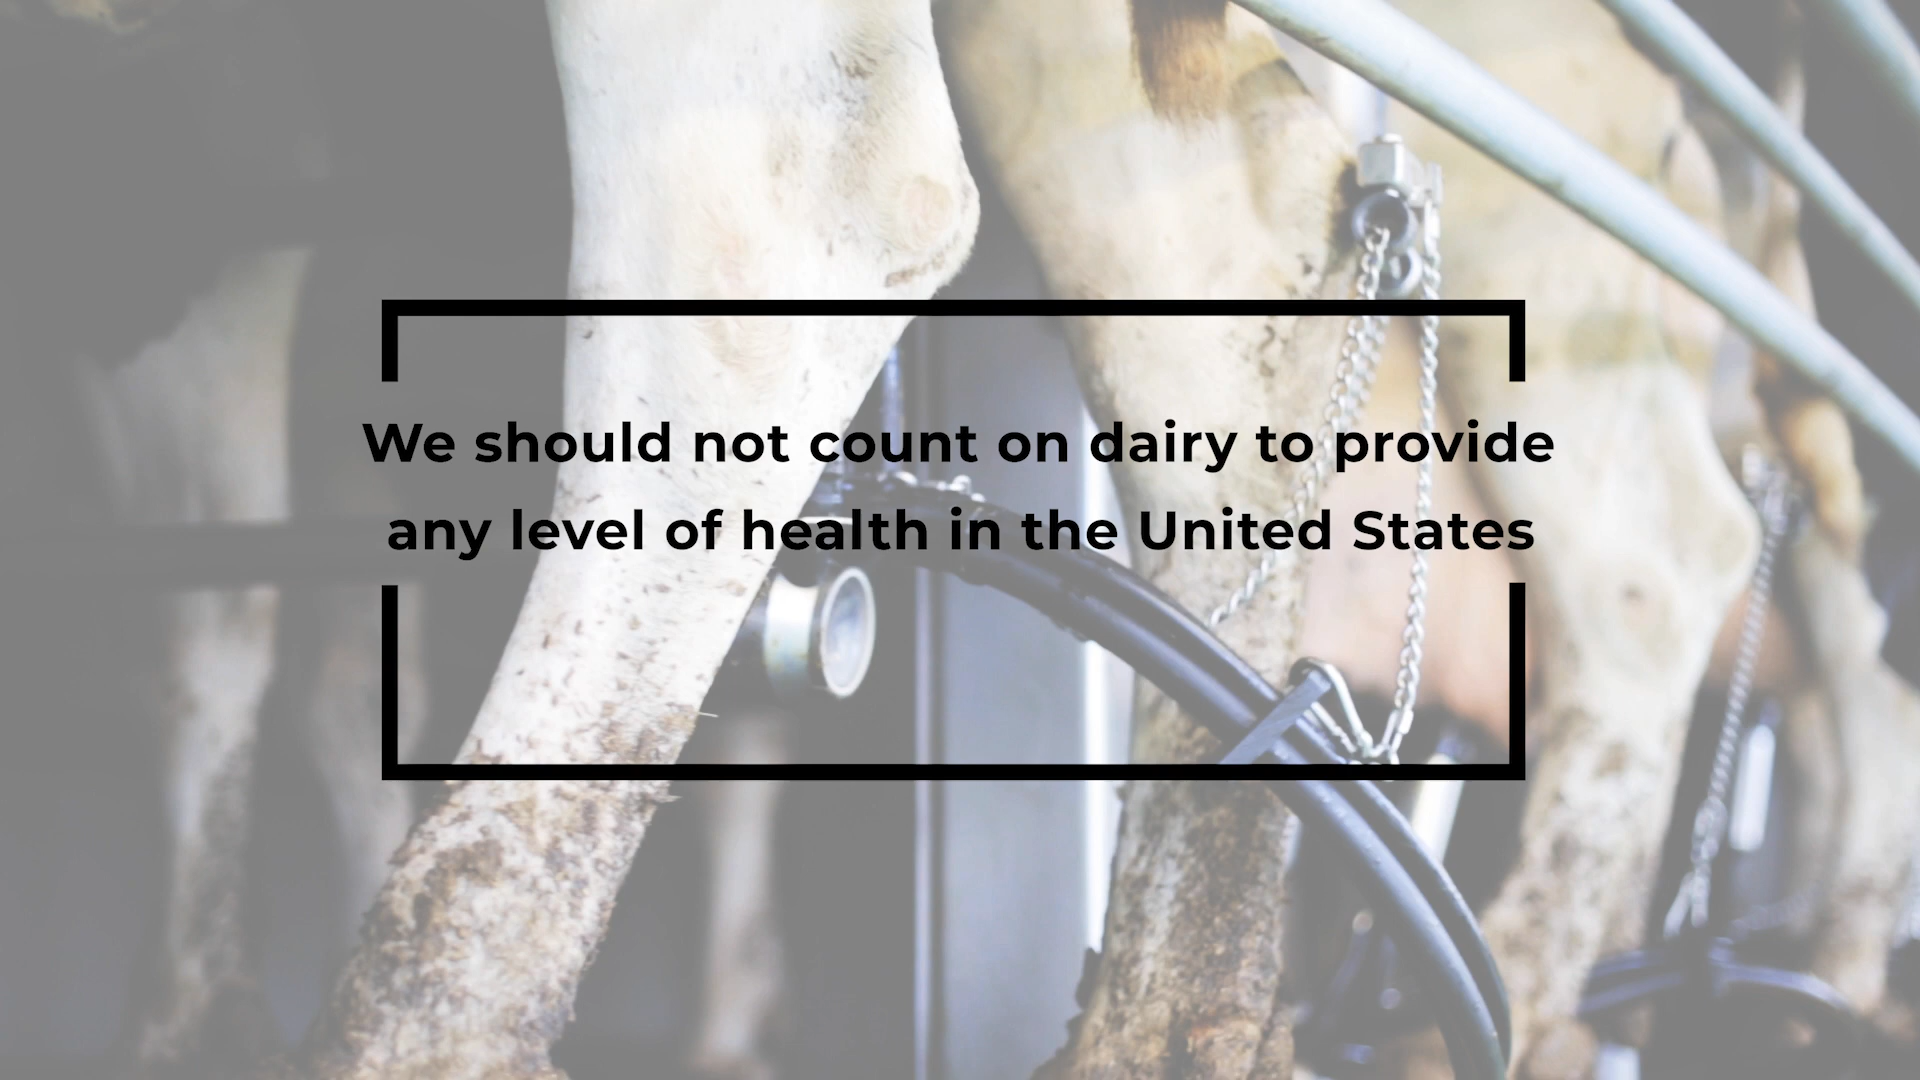 We should not count on dairy to provide
any level of health in the United States